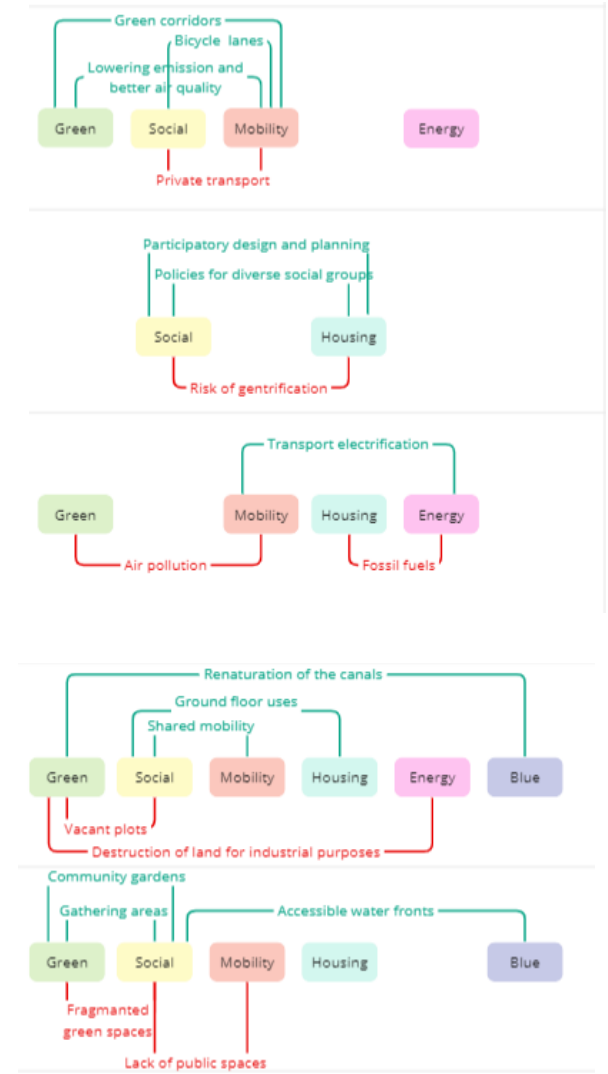 Green corridors
Bicycle lanes
Lowering emission and
better air quality
Green
Social
Mobility
Energy
Private transport
Participatory design and planning
Policies for diverse social groups
Social
Housing
Risk of gentrification
Transport electrification
Green
Mobility
Housing
Energy
Air pollution
Fossil fuels
Renaturation of the canals
Ground floor uses
Shared mobility
Green
Social
Mobility
Housing
Energy
Blue
Vacant plots
Destruction of land for industrial purposes
Community gardens
Gathering areas
Accessible water fronts
Green
Social
Mobility
Housing
Blue
Fragmanted
green spaces
Lack of public spaces